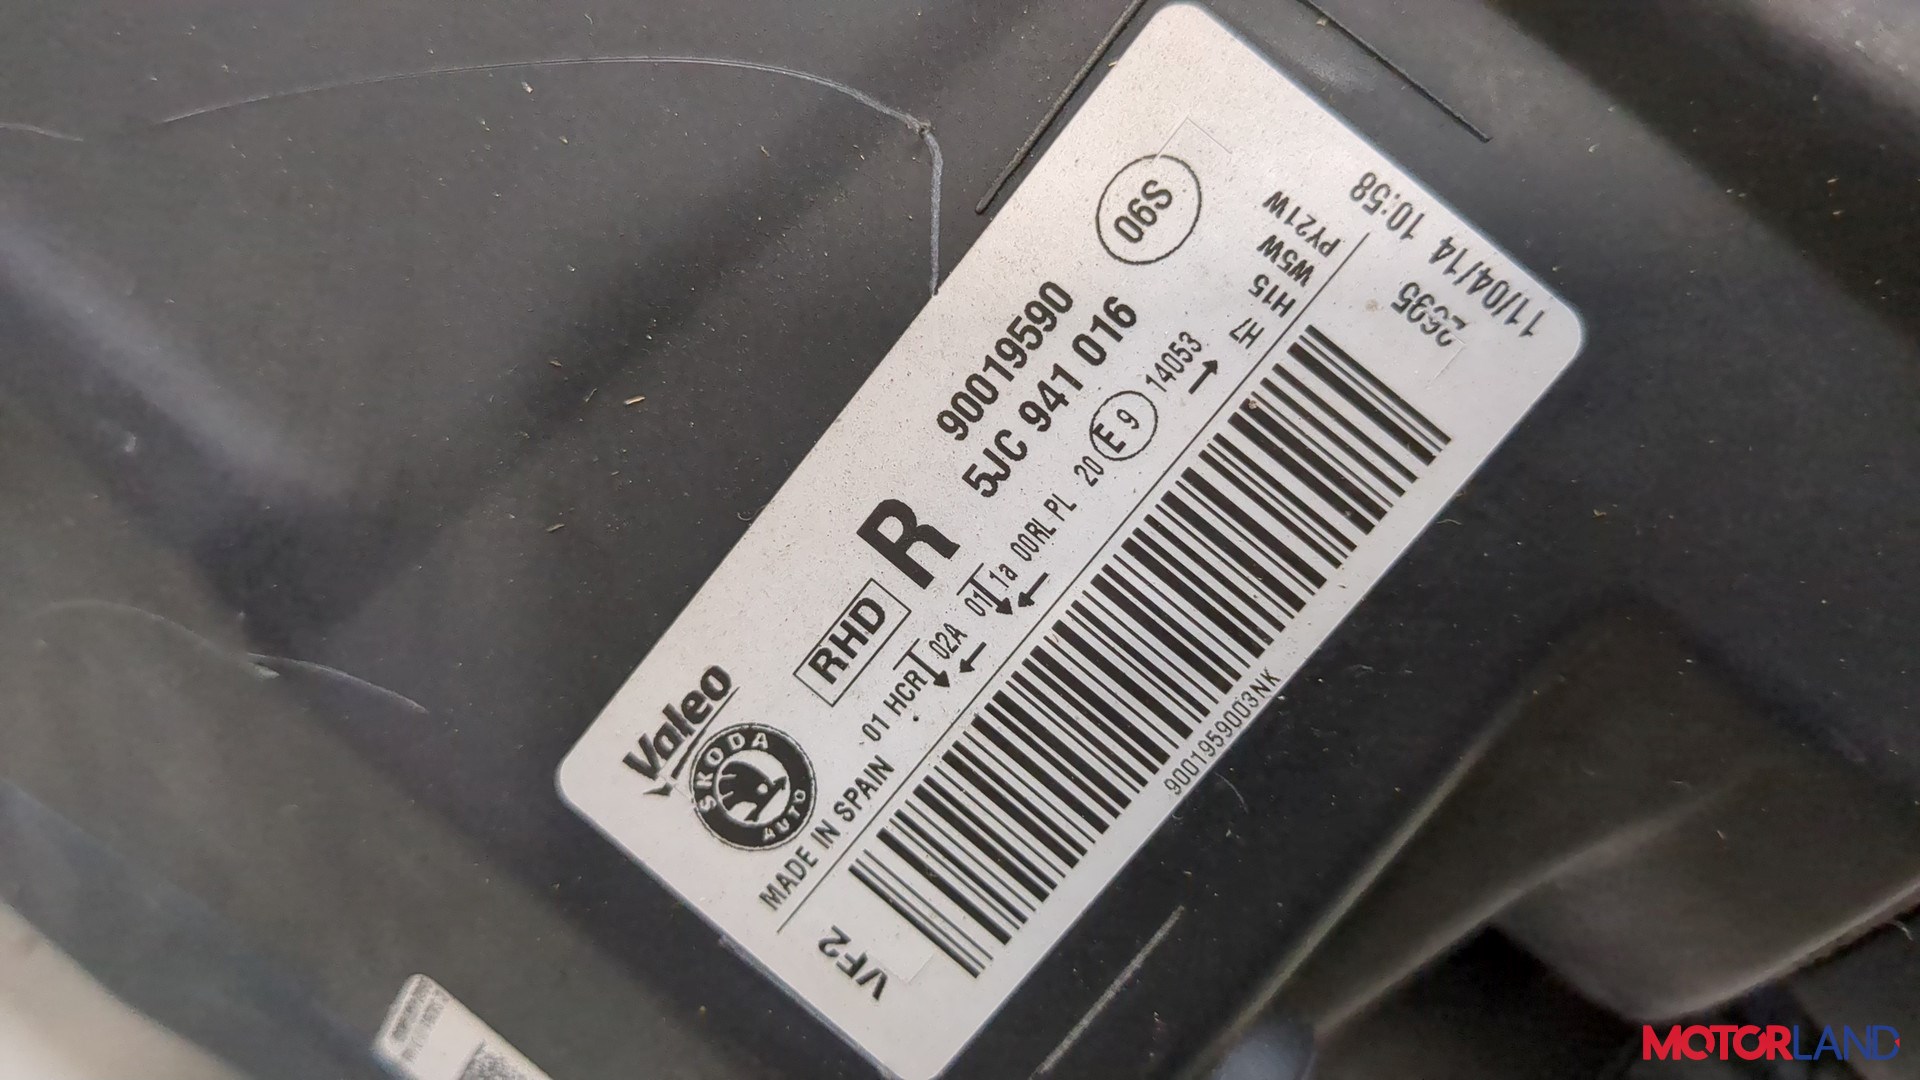 Valeo
SKODA
AUTO
RHD
R
90019590
5JC 941 016
06S
MADE IN SPAIN
01 HCR 02A 01 1a 00RL PL 20 E 9 14053
H7 H15 W5W PY21W
VF2
9001959003NK
2695
11/04/14 10:58
MOTORLAND